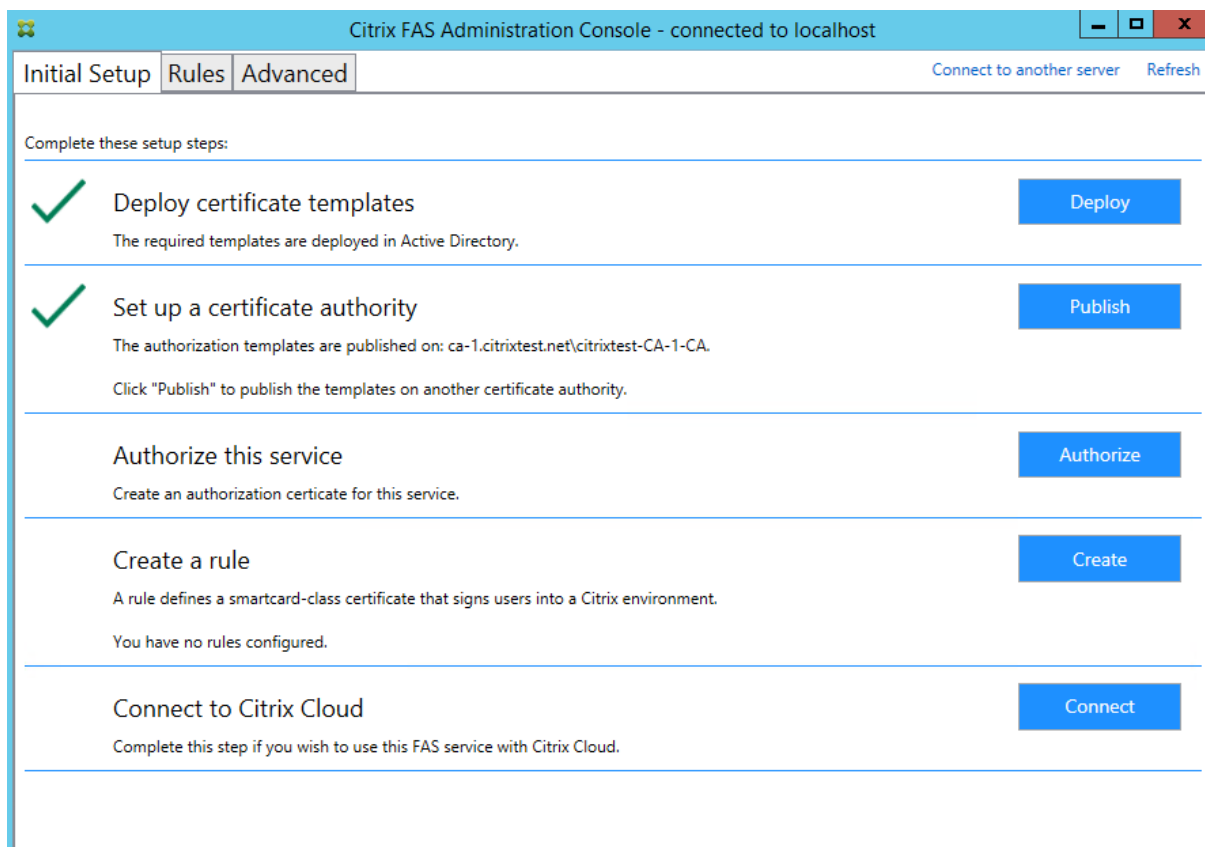 Citrix FAS Administration Console - connected to localhost
Initial Setup Rules Advanced Connect to another server Refresh
Complete these setup steps:
Deploy certificate templates Deploy
The required templates are deployed in Active Directory.
Set up a certificate authority Publish
The authorization templates are published on: ca-1.citrixtest.net\citrixtest-CA-1-CA.
Click "Publish" to publish the templates on another certificate authority.
Authorize this service Authorize
Create an authorization certicate for this service.
Create a rule Create
A rule defines a smartcard-class certificate that signs users into a Citrix environment.
You have no rules configured.
Connect to Citrix Cloud Connect
Complete this step if you wish to use this FAS service with Citrix Cloud.